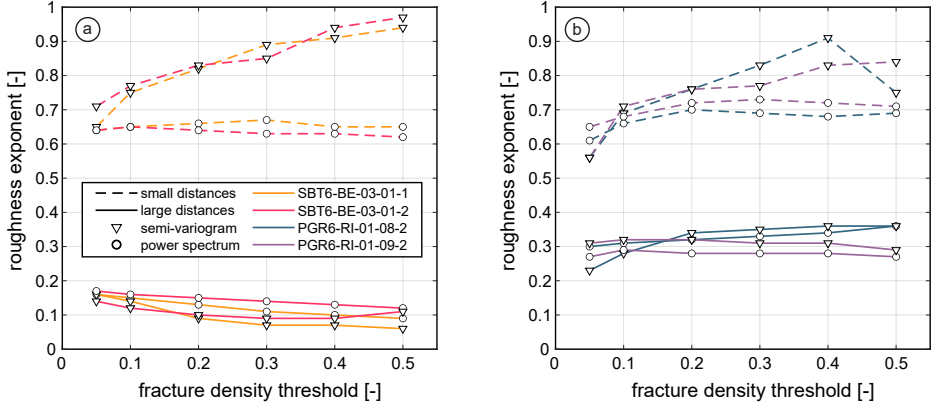 a
1
0.9
0.8
0.7
0.6
0.5
0.4
0.3
0.2
0.1
0
roughness exponent [-]
small distances
large distances
semi-variogram
power spectrum
SBT6-BE-03-01-1
SBT6-BE-03-01-2
PGR6-RI-01-08-2
PGR6-RI-01-09-2
0 0.1 0.2 0.3 0.4 0.5
fracture density threshold [-]
b
1
0.9
0.8
0.7
0.6
0.5
0.4
0.3
0.2
0.1
0
roughness exponent [-]
0 0.1 0.2 0.3 0.4 0.5
fracture density threshold [-]